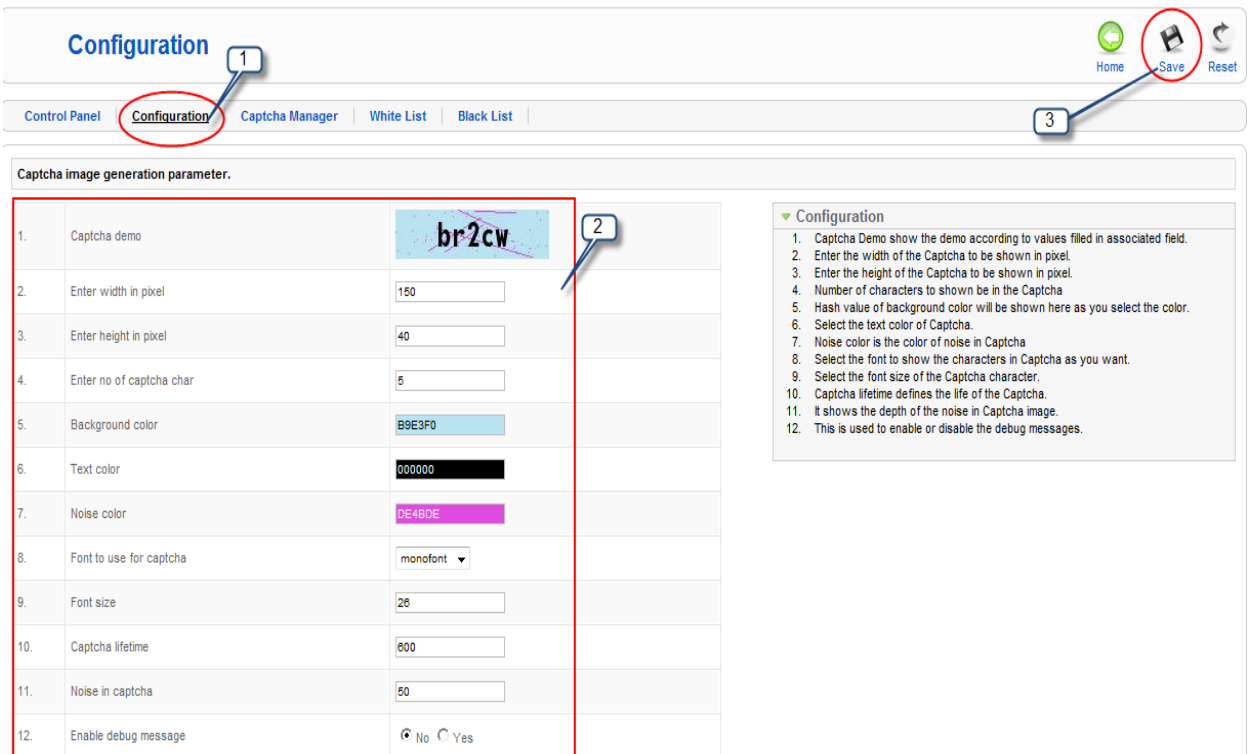 Configuration
1
Home Save Reset
Control Panel Configuration Captcha Manager White List Black List
3
Captcha image generation parameter.
1. Captcha demo br2cw
2
2. Enter width in pixel 150
3. Enter height in pixel 40
4. Enter no of captcha char 5
5. Background color B9E3F0
6. Text color 000000
7. Noise color DE4BDE
8. Font to use for captcha monofont
9. Font size 26
10. Captcha lifetime 600
11. Noise in captcha 50
12. Enable debug message No Yes
Configuration
1. Captcha Demo show the demo according to values filled in associated field.
2. Enter the width of the Captcha to be shown in pixel.
3. Enter the height of the Captcha to be shown in pixel.
4. Number of characters to shown be in the Captcha
5. Hash value of background color will be shown here as you select the color.
6. Select the text color of Captcha.
7. Noise color is the color of noise in Captcha
8. Select the font to show the characters in Captcha as you want.
9. Select the font size of the Captcha character.
10. Captcha lifetime defines the life of the Captcha.
11. It shows the depth of the noise in Captcha image.
12. This is used to enable or disable the debug messages.